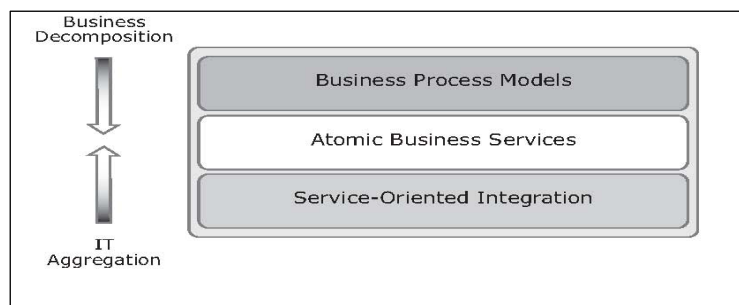 Business
Decomposition
Business Process Models
Atomic Business Services
Service-Oriented Integration
IT
Aggregation